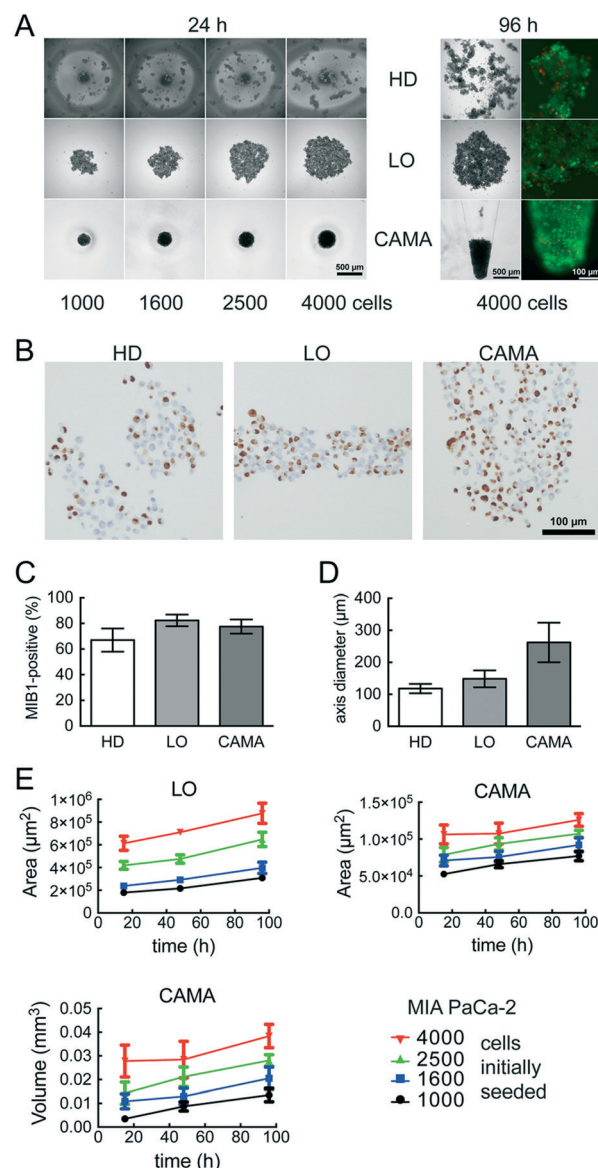 A
24 h
96 h
HD
LO
CAMA
500 µm
500 µm
100 µm
1000 1600 2500 4000 cells
4000 cells
B
HD LO CAMA
100 µm
C
MIB1-positive (%)
100
80
60
40
20
0
HD LO CAMA
D
axis diameter (µm)
400
300
200
100
0
HD LO CAMA
E
LO
Area (µm²)
1×10⁶
8×10⁵
6×10⁵
4×10⁵
2×10⁵
0 20 40 60 80 100
time (h)
CAMA
Area (µm²)
1.5×10⁵
1.0×10⁵
5.0×10⁴
0.0
0 20 40 60 80 100
time (h)
CAMA
Volume (mm³)
0.05
0.04
0.03
0.02
0.01
0.00
0 20 40 60 80 100
time (h)
MIA PaCa-2
4000 cells
2500 initially
1600 seeded
1000